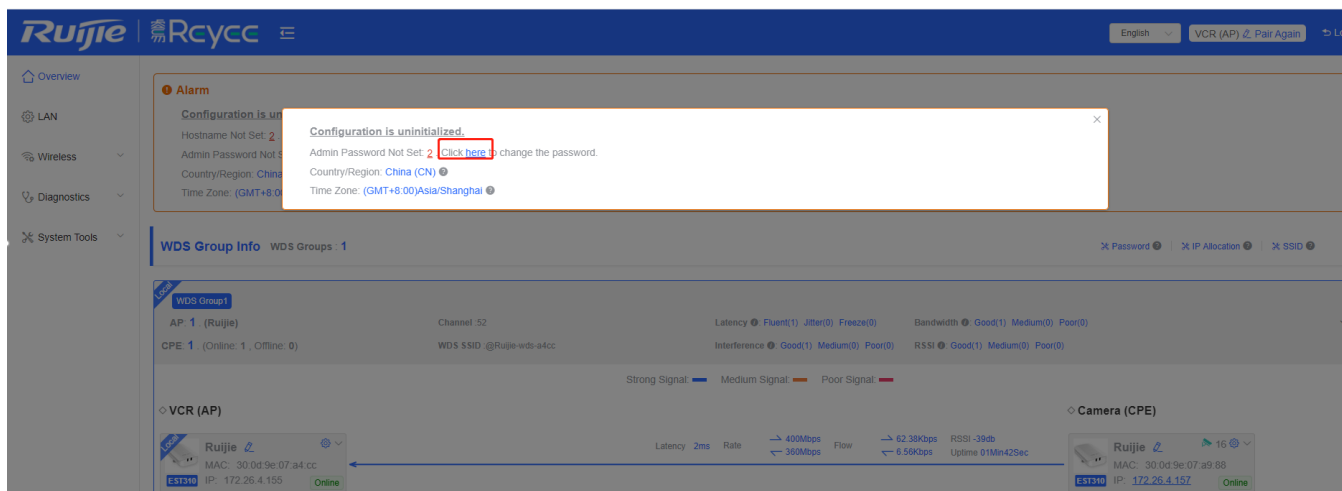 Ruijie Reyee English VCR (AP) Pair Again
Overview
LAN
Wireless
Diagnostics
System Tools
Alarm
Configuration is
Hostname Not Set: 2
Admin Password Not
Country/Region: China
Time Zone:
Configuration is uninitialized.
Admin Password Not Set: 2 . Click here to change the password.
Country/Region: China (CN)
Time Zone: (GMT+8:00)Asia/Shanghai
WDS Group Info WDS Groups : 1 Password IP Allocation SSID
Local
WDS Group1
AP: 1 (Ruijie) Channel :52 Latency : Fluent(1) Jitter(0) Freeze(0) Bandwidth : Good(1) Medium(0) Poor(0)
CPE: 1 . (Online: 1 , Offline: 0) WDS SSID :@Ruijie-wds-a4cc Interference : Good(1) Medium(0) Poor(0) RSSI : Good(1) Medium(0) Poor(0)
Strong Signal: Medium Signal: Poor Signal:
VCR (AP) Camera (CPE)
Local
Ruijie
MAC: 30:0d:9e:07:a4:cc
EST310 IP: 172.26.4.155 Online
Latency 2ms Rate 400Mbps 360Mbps Flow 62.38Kbps 6.56Kbps RSSI -39db Uptime 01Min42Sec
Ruijie 16
MAC: 30:0d:9e:07:a9:88
EST310 IP: 172.26.4.157 Online